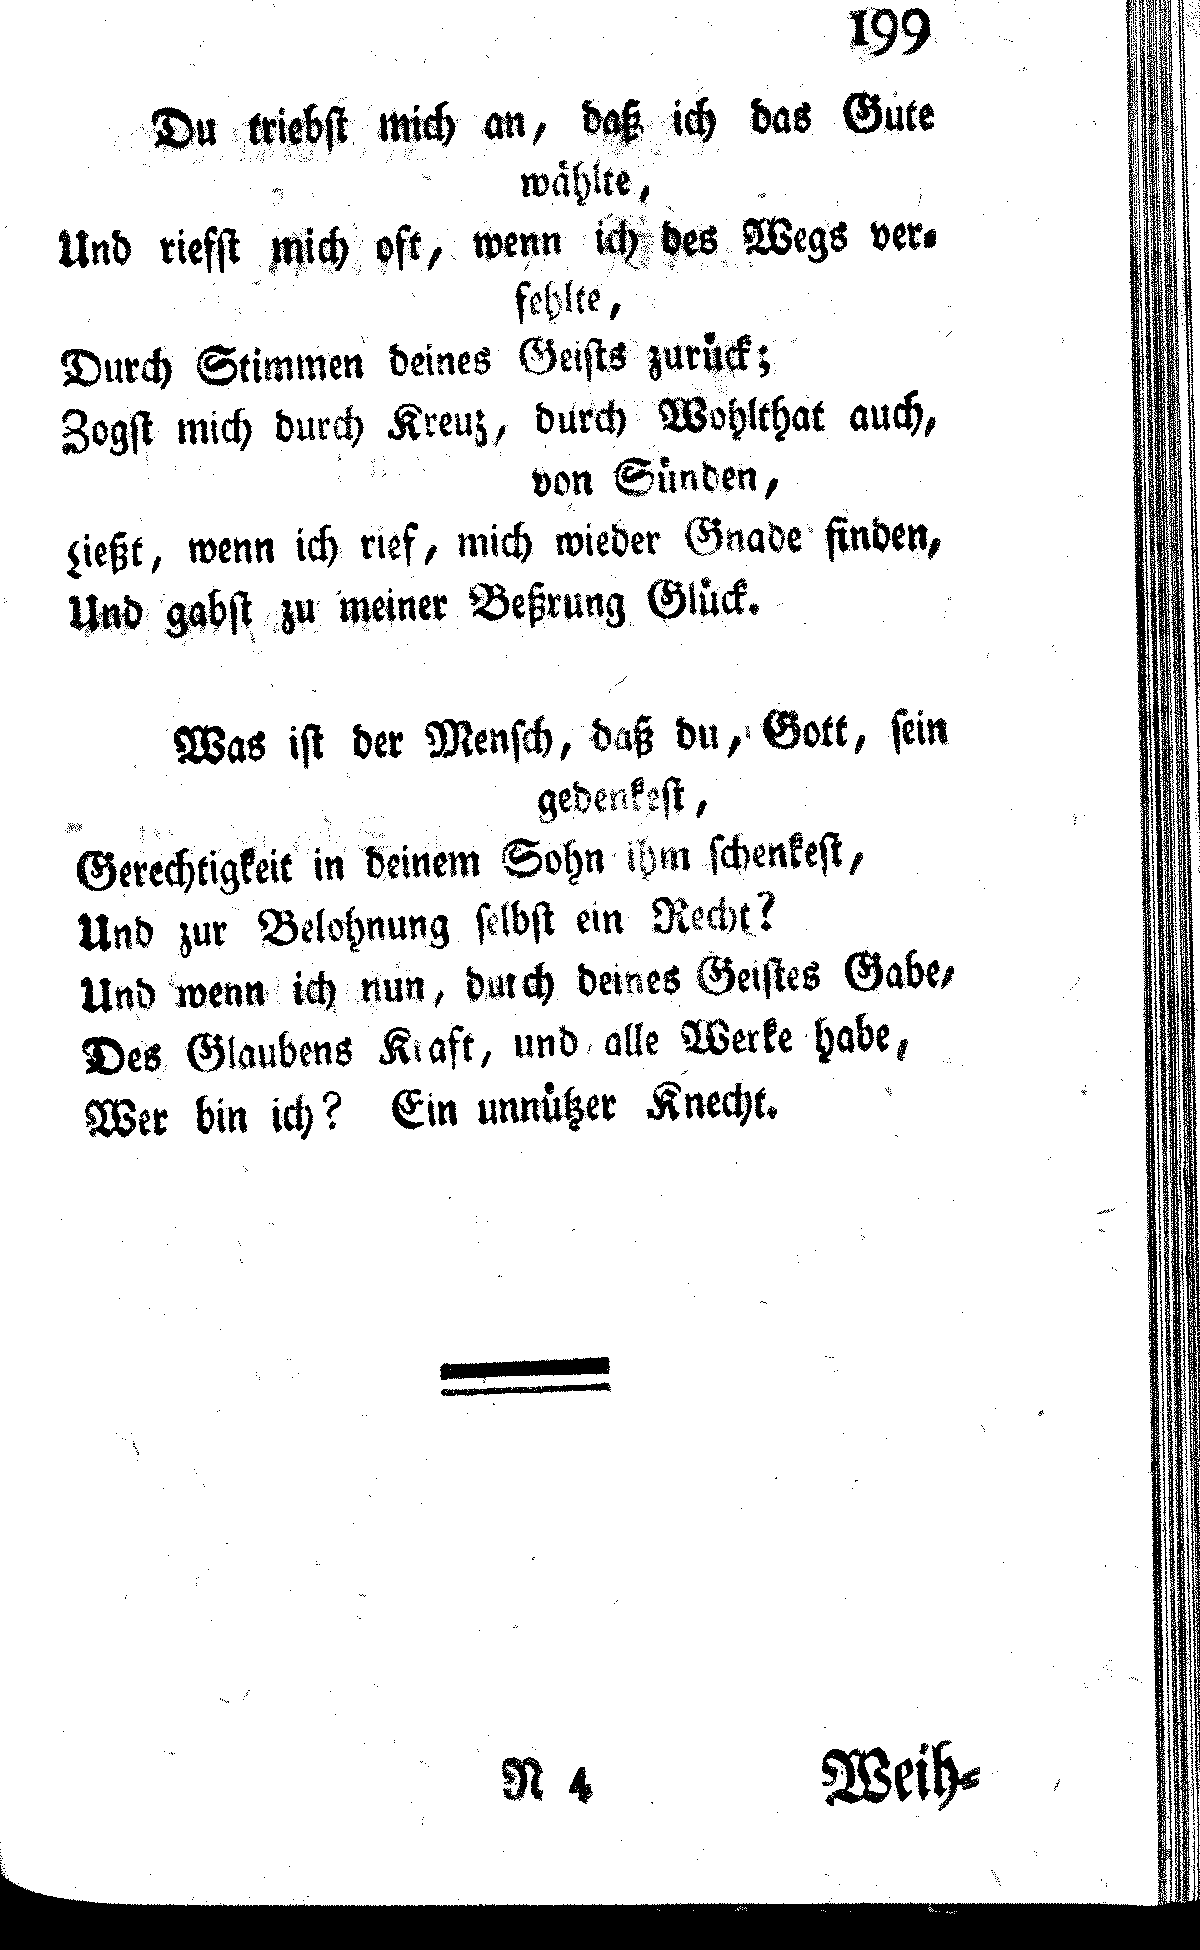 199
Du triebst mich an, daß ich das Gute
wählte,
Und riefst mich oft, wenn ich des Wegs ver-
fehlte,
Durch Stimmen deines Geists zurück;
Zogst mich durch Kreuz, durch Wohlthat auch,
von Sünden,
Ließt, wenn ich rief, mich wieder Gnade finden,
Und gabst zu meiner Beßrung Glück.
Was ist der Mensch, daß du, Gott, sein
gedenkest,
Gerechtigkeit in deinem Sohn ihm schenkest,
Und zur Belohnung selbst ein Recht?
Und wenn ich nun, durch deines Geistes Gabe,
Des Glaubens Kraft, und alle Werke habe,
Wer bin ich? Ein unnützer Knecht.
N 4
Weih-